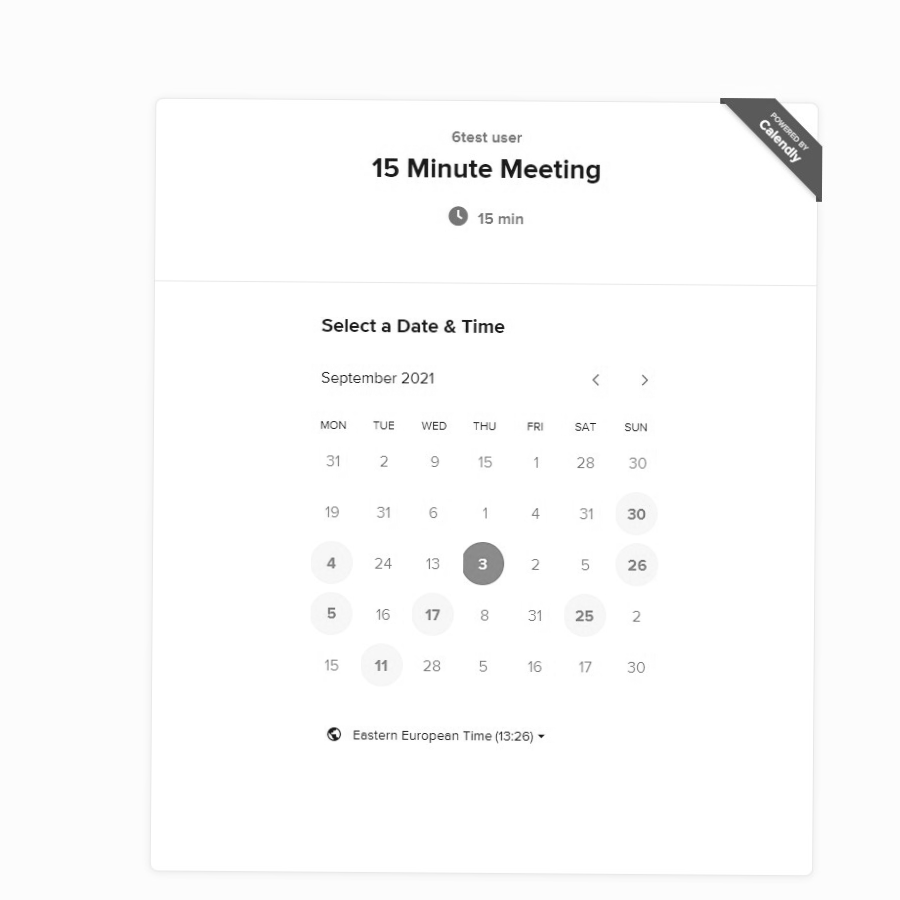 POWERED BY
Calendly
6test user
15 Minute Meeting
15 min
Select a Date & Time
September 2021
MON TUE WED THU FRI SAT SUN
31 2 9 15 1 28 30
19 31 6 1 4 31 30
4 24 13 3 2 5 26
5 16 17 8 31 25 2
15 11 28 5 16 17 30
Eastern European Time (13:26)